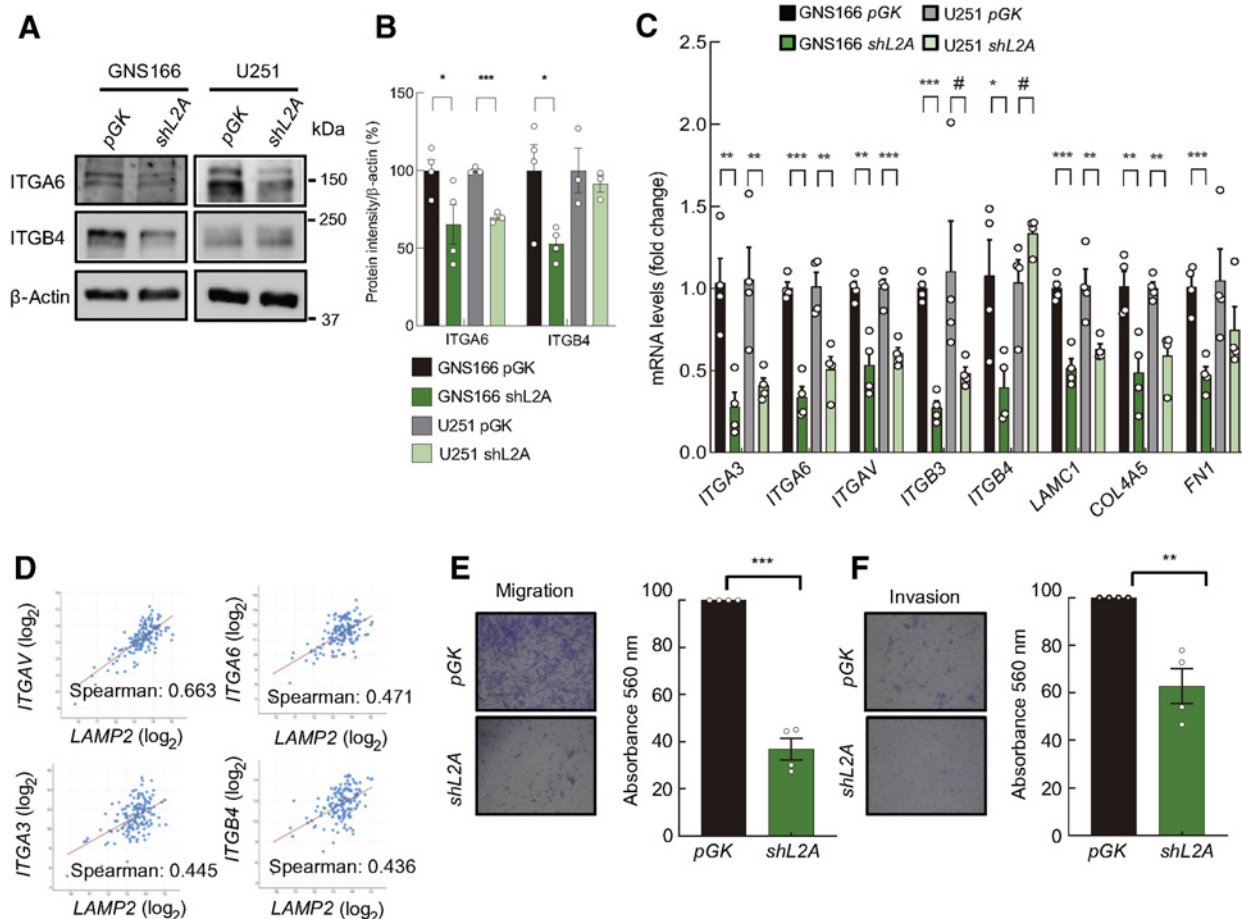 A
GNS166 U251
pGK shL2A pGK shL2A kDa
ITGA6
150
250
ITGB4
β-Actin
37
B
* *** *
Protein intensity/β-actin (%)
150
100
50
0
ITGA6 ITGB4
GNS166 pGK
GNS166 shL2A
U251 pGK
U251 shL2A
C
GNS166 pGK U251 pGK
GNS166 shL2A U251 shL2A
mRNA levels (fold change)
2.5
2.0
1.5
1.0
0.5
0.0
*** # * #
** ** *** ** ** *** *** ** ** ** ***
ITGA3 ITGA6 ITGAV ITGB3 ITGB4 LAMC1 COL4A5 FN1
D
ITGAV (log2)
Spearman: 0.663
LAMP2 (log2)
ITGA6 (log2)
Spearman: 0.471
LAMP2 (log2)
ITGA3 (log2)
Spearman: 0.445
LAMP2 (log2)
ITGB4 (log2)
Spearman: 0.436
LAMP2 (log2)
E
Migration
pGK
shL2A
***
Absorbance 560 nm
100
80
60
40
20
0
pGK shL2A
F
Invasion
pGK
shL2A
**
Absorbance 560 nm
100
80
60
40
20
0
pGK shL2A